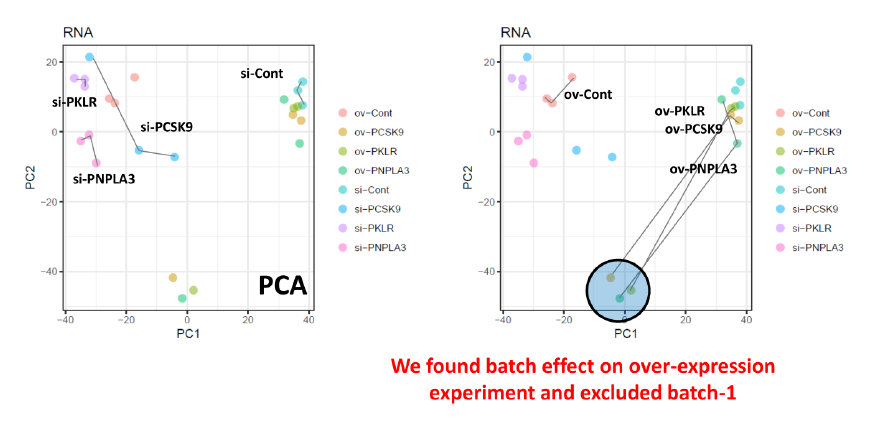 RNA
20
0
−20
−40
−40
−20
0
20
40
PC1
PC2
si-Cont
si-PKLR
si-PCSK9
si-PNPLA3
PCA
ov−Cont
ov−PCSK9
ov−PKLR
ov−PNPLA3
si−Cont
si−PCSK9
si−PKLR
si−PNPLA3
RNA
20
0
−20
−40
−40
−20
0
20
40
PC1
PC2
ov-Cont
ov-PKLR
ov-PCSK9
ov-PNPLA3
ov−Cont
ov−PCSK9
ov−PKLR
ov−PNPLA3
si−Cont
si−PCSK9
si−PKLR
si−PNPLA3
We found batch effect on over-expression
experiment and excluded batch-1